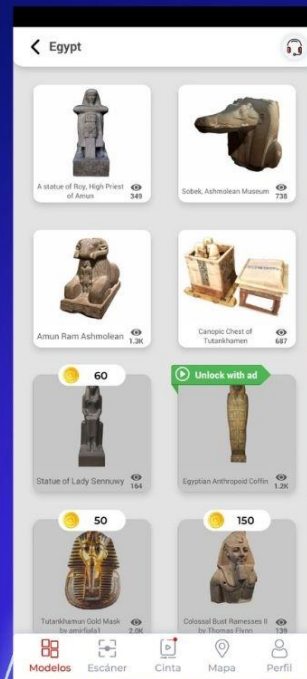 Egypt
A statue of Roy, High Priest
of Amun
349
Sobek, Ashmolean Museum
738
Amun Ram Ashmolean
1.3K
Canopic Chest of
Tutankhamen
687
60
Unlock with ad
Statue of Lady Sennuwy
164
Egyptian Anthropoid Coffin
1.2K
50
150
Tutankhamun Gold Mask
by amirfiola1
2.0K
Colossal Bust Ramesses II
by Thomas Flynn
139
Modelos
Escáner
Cinta
Mapa
Perfil